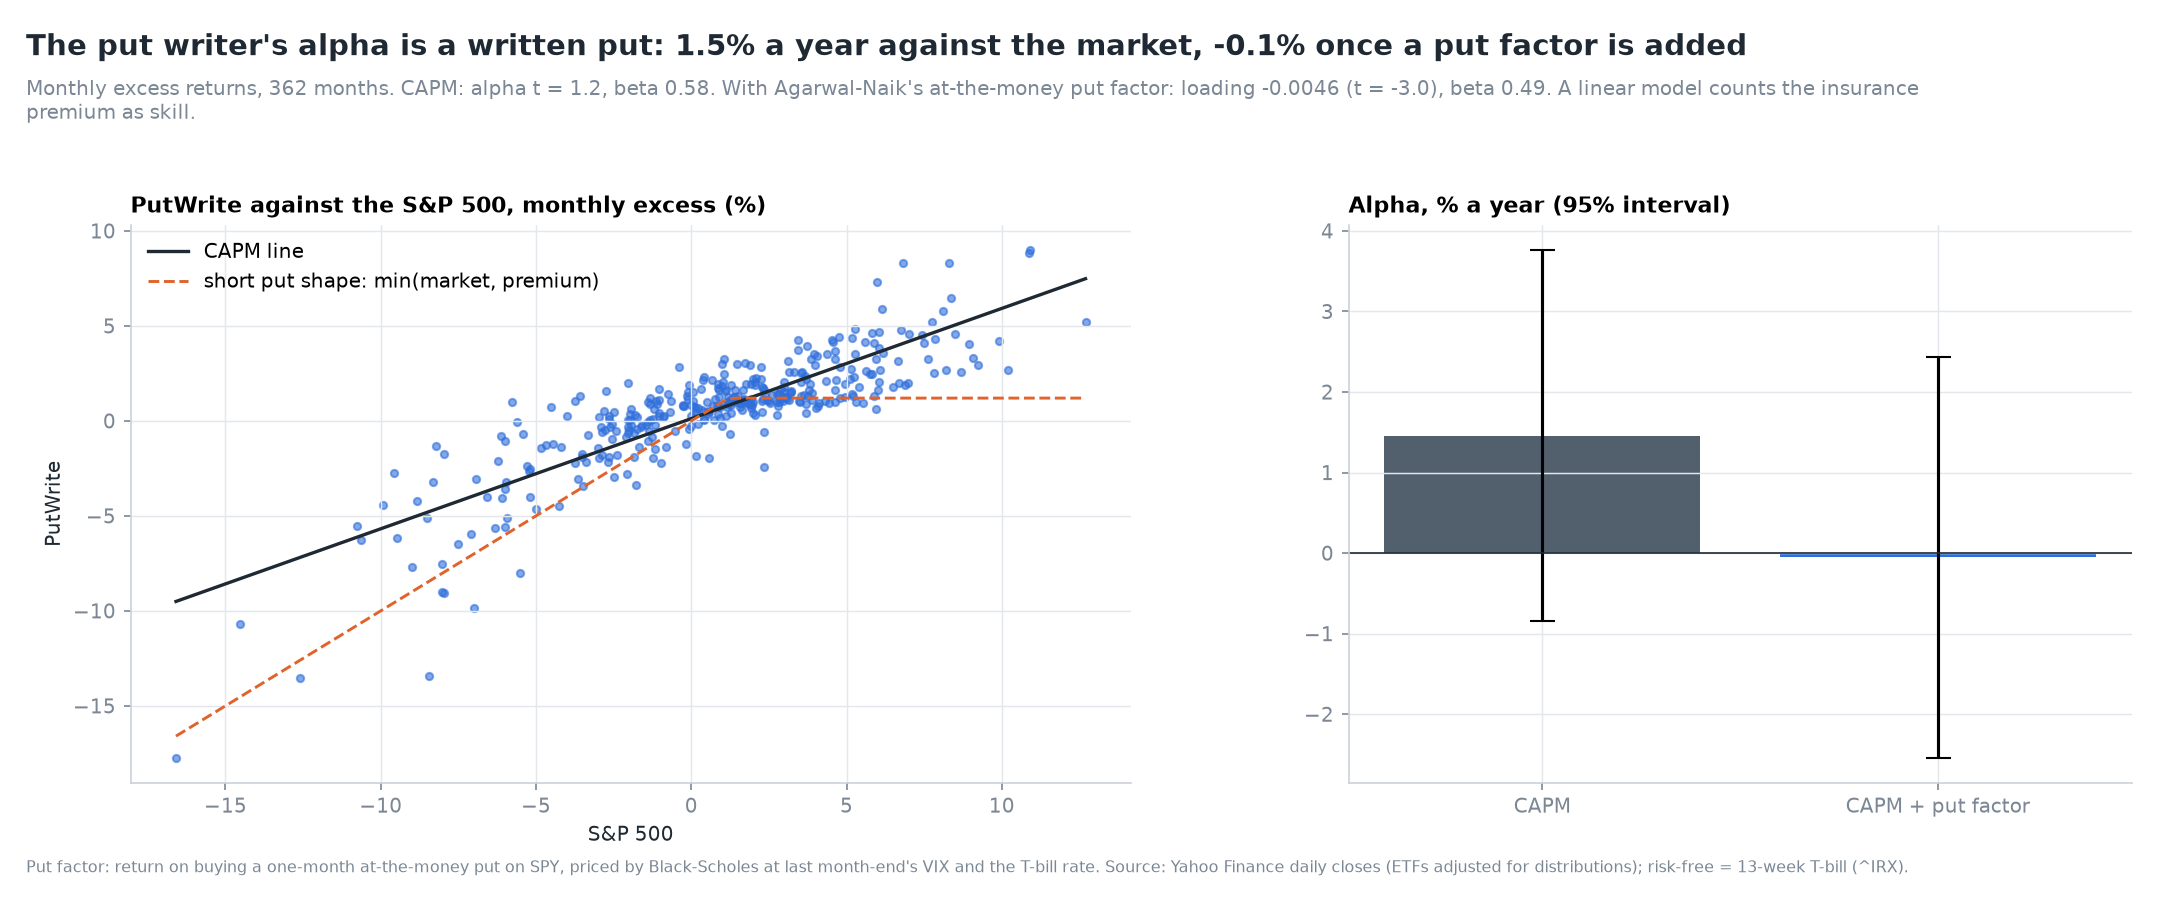 The put writer's alpha is a written put: 1.5% a year against the market, -0.1% once a put factor is added
Monthly excess returns, 362 months. CAPM: alpha t = 1.2, beta 0.58. With Agarwal-Naik's at-the-money put factor: loading -0.0046 (t = -3.0), beta 0.49. A linear model counts the insurance
premium as skill.
PutWrite against the S&P 500, monthly excess (%)
CAPM line
short put shape: min(market, premium)
10
5
0
−5
−10
−15
PutWrite
−15
−10
−5
0
5
10
S&P 500
Alpha, % a year (95% interval)
4
3
2
1
0
−1
−2
CAPM
CAPM + put factor
Put factor: return on buying a one-month at-the-money put on SPY, priced by Black-Scholes at last month-end's VIX and the T-bill rate. Source: Yahoo Finance daily closes (ETFs adjusted for distributions); risk-free = 13-week T-bill (^IRX).